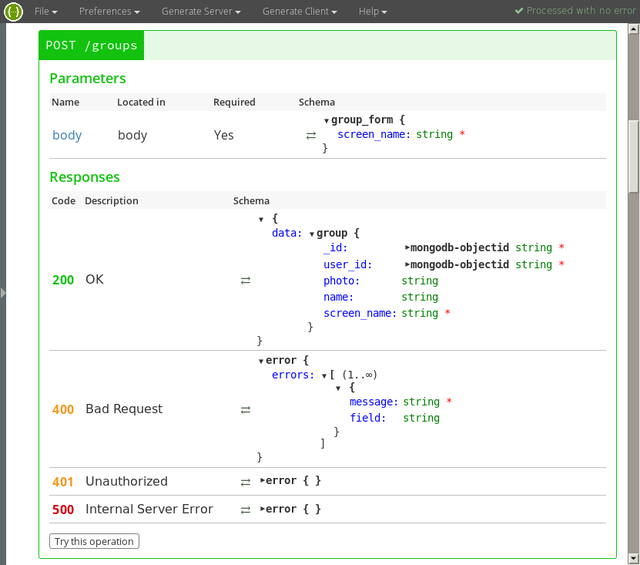 {···} File Preferences Generate Server Generate Client Help ✔ Processed with no error
POST /groups
Parameters
Name Located in Required Schema
body body Yes ⇄ ▼group_form {
screen_name: string *
}
Responses
Code Description Schema
▼ {
data: ▼group {
_id: ►mongodb-objectid string *
user_id: ►mongodb-objectid string *
photo: string
200 OK ⇄
name: string
screen_name: string *
}
}
▼error {
errors: ▼[ (1..∞)
▼ {
message: string *
400 Bad Request ⇄
field: string
}
]
}
401 Unauthorized ⇄ ►error { }
500 Internal Server Error ⇄ ►error { }
Try this operation